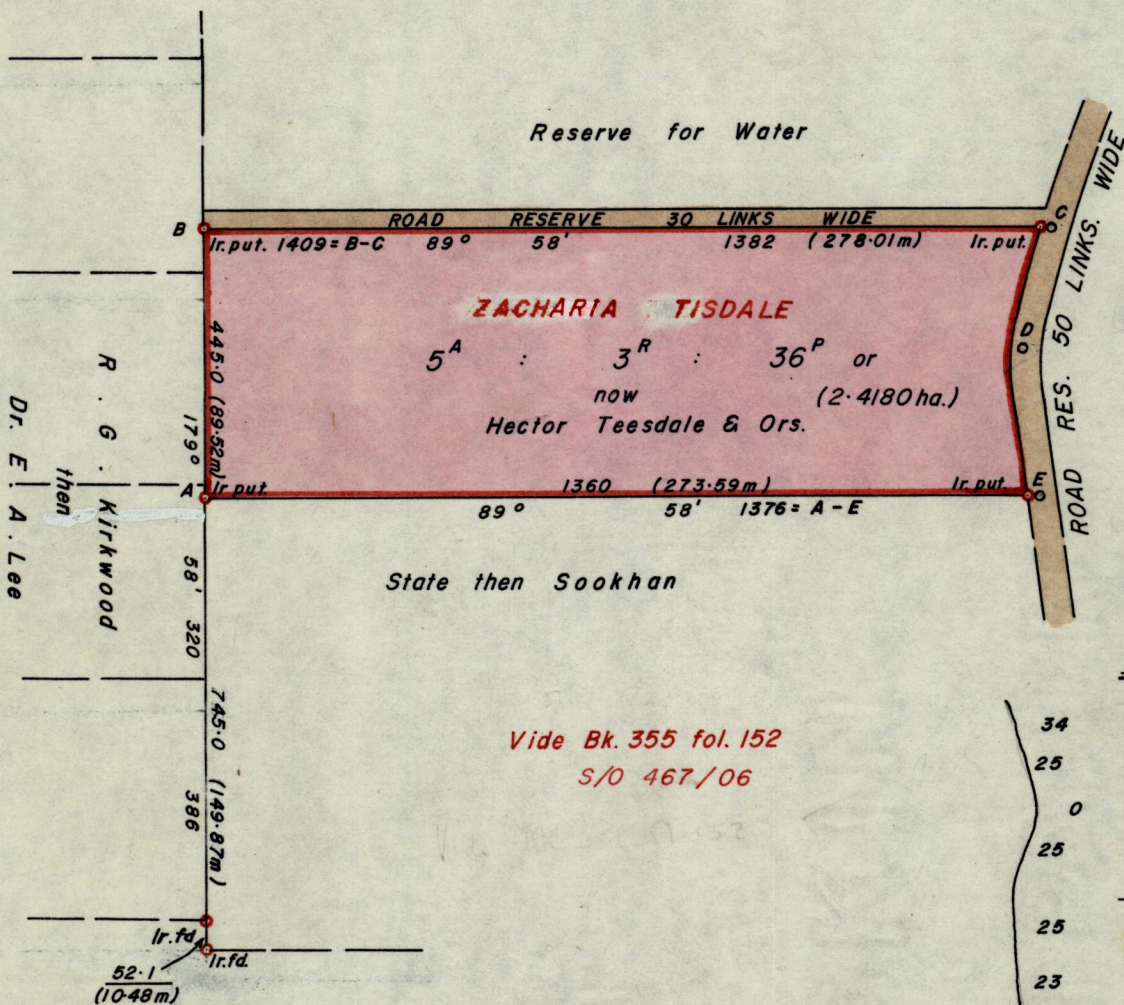 Reserve for Water
ROAD RESERVE 30 LINKS WIDE
B
C
Ir. put. 1409 = B-C 89° 58' 1382 (278·01m) Ir. put.
ZACHARIA TISDALE
5A : 3R : 36P or
now (2·4180 ha.)
Hector Teesdale & Ors.
D
ROAD RES. 50 LINKS. WIDE
445·0 (89·52m)
179° 58' 320 386
R. G. Kirkwood
then
Dr. E. A. Lee
A
Ir. put. 1360 (273·59m) Ir. put.
E
89° 58' 1376 = A-E
State then Sookhan
745·0 (149·87m)
Vide Bk. 355 fol. 152
S/O 467/06
34
25
0
25
25
23
Ir. fd.
Ir. fd.
52·1
(10·48m)